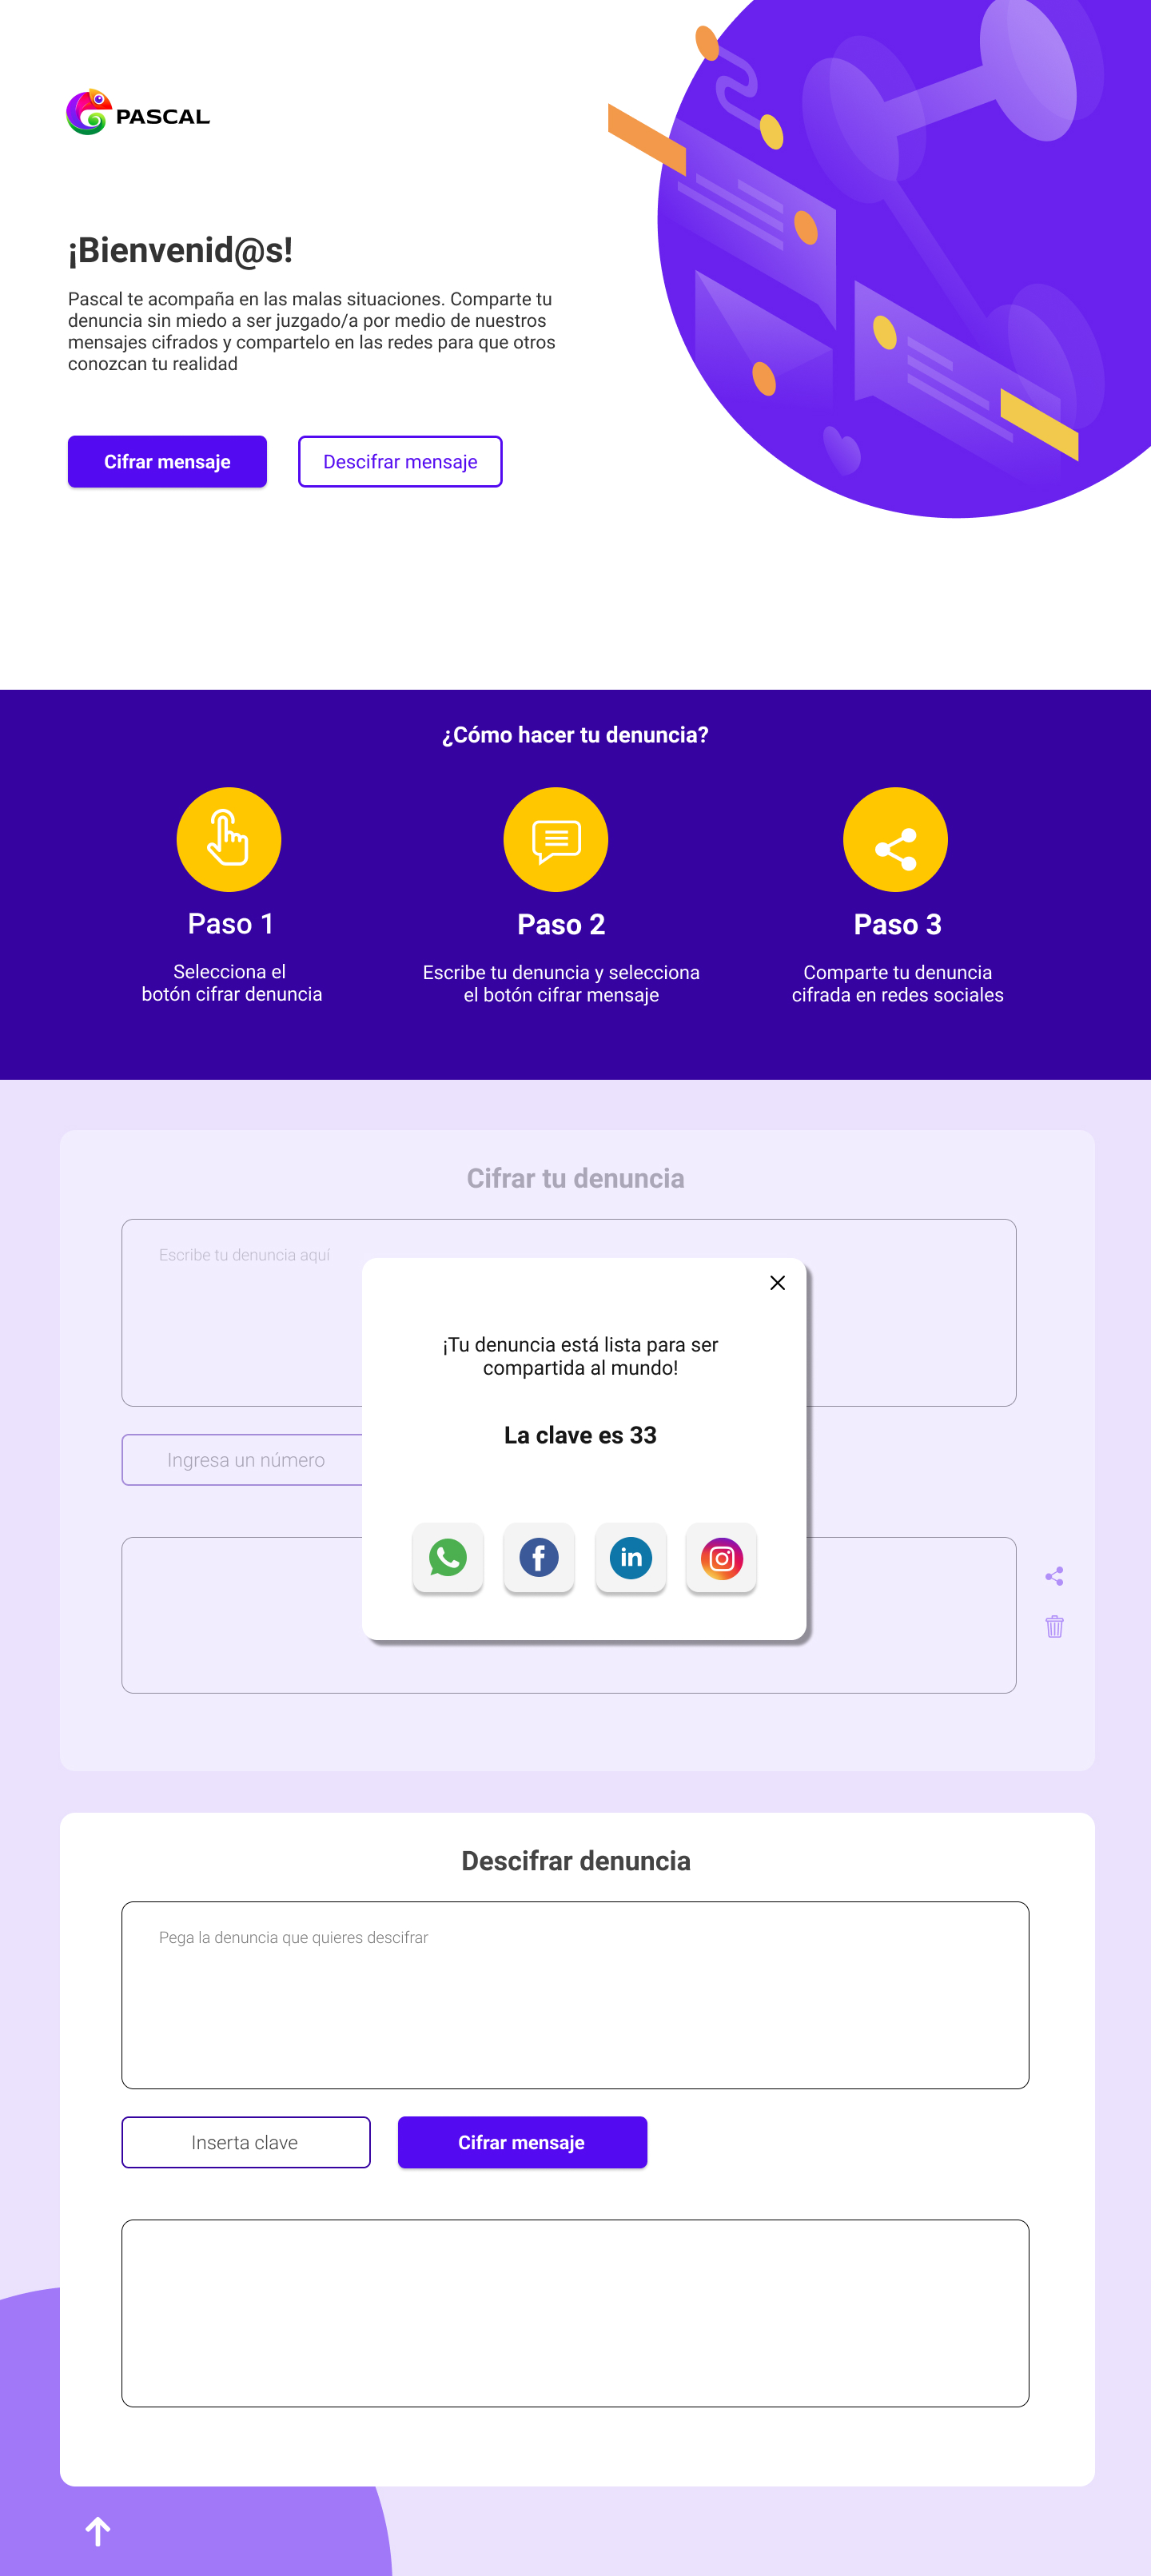 PASCAL
¡Bienvenid@s!
Pascal te acompaña en las malas situaciones. Comparte tu
denuncia sin miedo a ser juzgado/a por medio de nuestros
mensajes cifrados y compartelo en las redes para que otros
conozcan tu realidad
Cifrar mensaje
Descifrar mensaje
¿Cómo hacer tu denuncia?
Paso 1
Selecciona el
botón cifrar denuncia
Paso 2
Escribe tu denuncia y selecciona
el botón cifrar mensaje
Paso 3
Comparte tu denuncia
cifrada en redes sociales
Cifrar tu denuncia
Escribe tu denuncia aquí
Ingresa un número
¡Tu denuncia está lista para ser
compartida al mundo!
La clave es 33
Descifrar denuncia
Pega la denuncia que quieres descifrar
Inserta clave
Cifrar mensaje